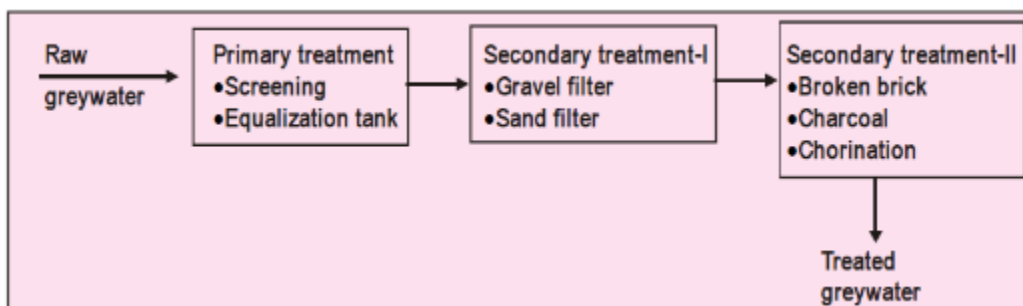 Raw
greywater
Primary treatment
•Screening
•Equalization tank
Secondary treatment-I
•Gravel filter
•Sand filter
Secondary treatment-II
•Broken brick
•Charcoal
•Chorination
Treated
greywater